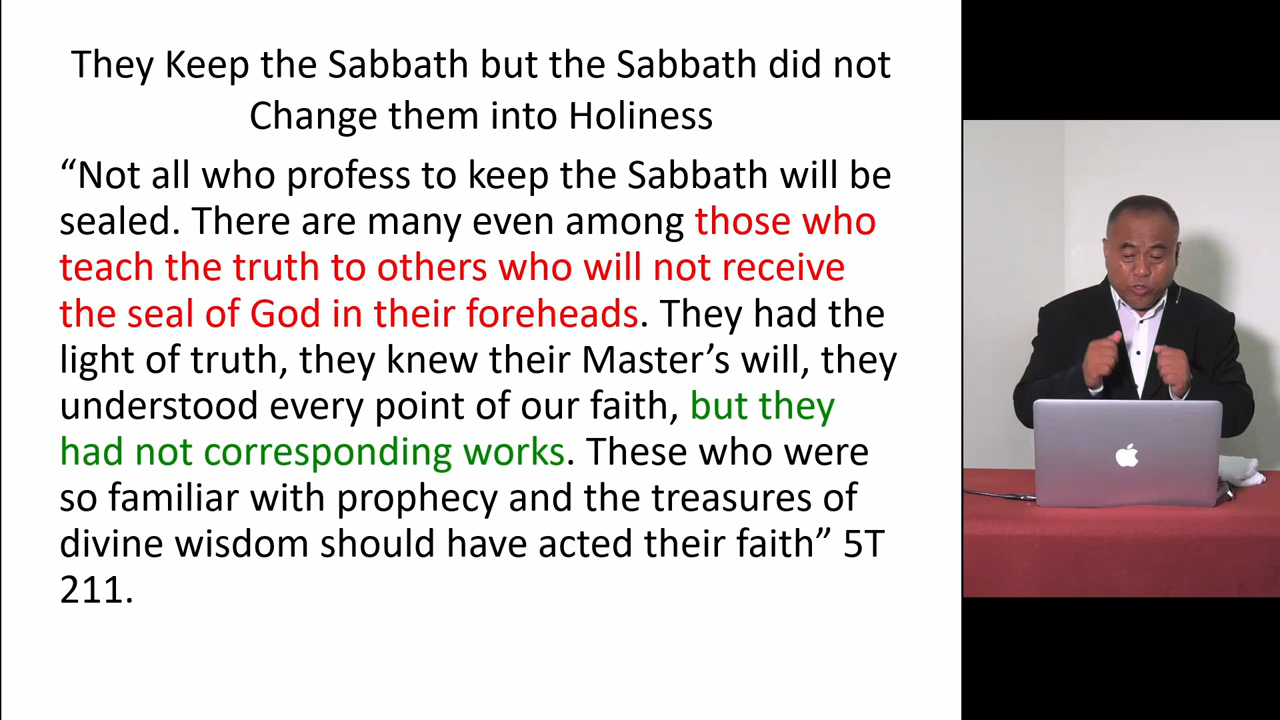 They Keep the Sabbath but the Sabbath did not
Change them into Holiness
“Not all who profess to keep the Sabbath will be
sealed. There are many even among those who
teach the truth to others who will not receive
the seal of God in their foreheads. They had the
light of truth, they knew their Master’s will, they
understood every point of our faith, but they
had not corresponding works. These who were
so familiar with prophecy and the treasures of
divine wisdom should have acted their faith” 5T
211.